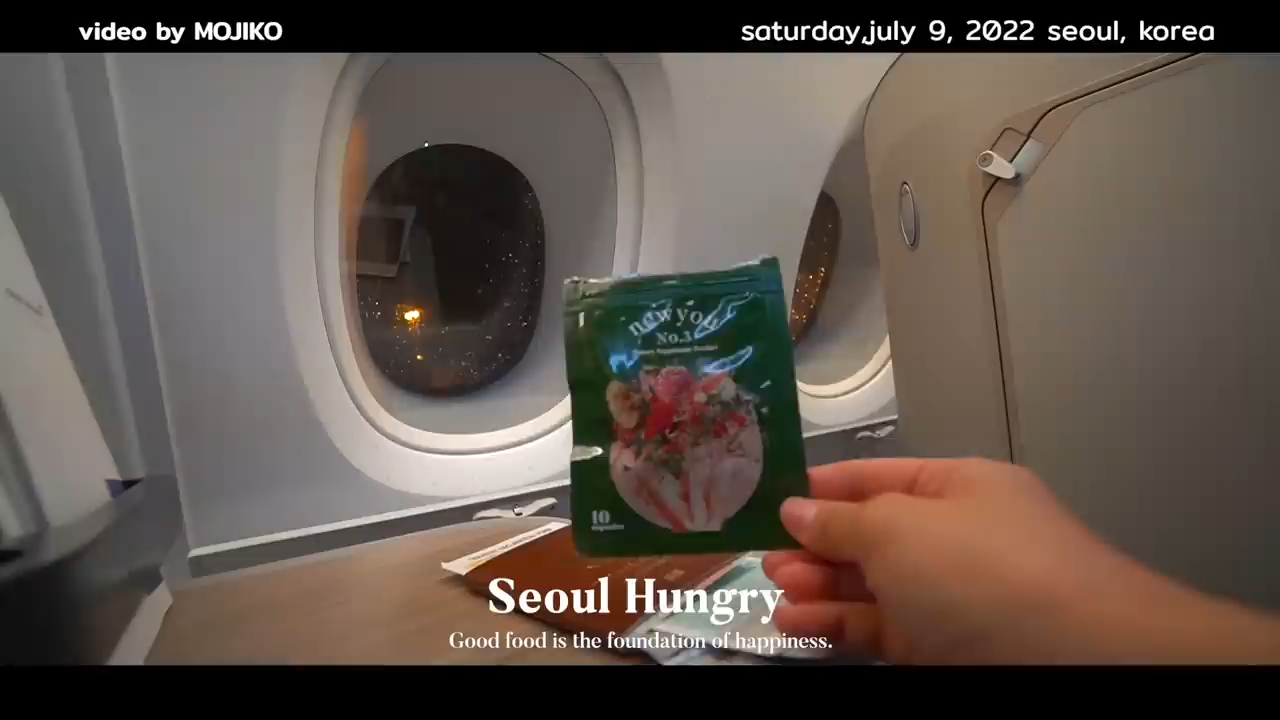 video by MOJIKO
saturday,july 9, 2022 seoul, korea
newyou
No.3
10
capsules
Seoul Hungry
Good food is the foundation of happiness.